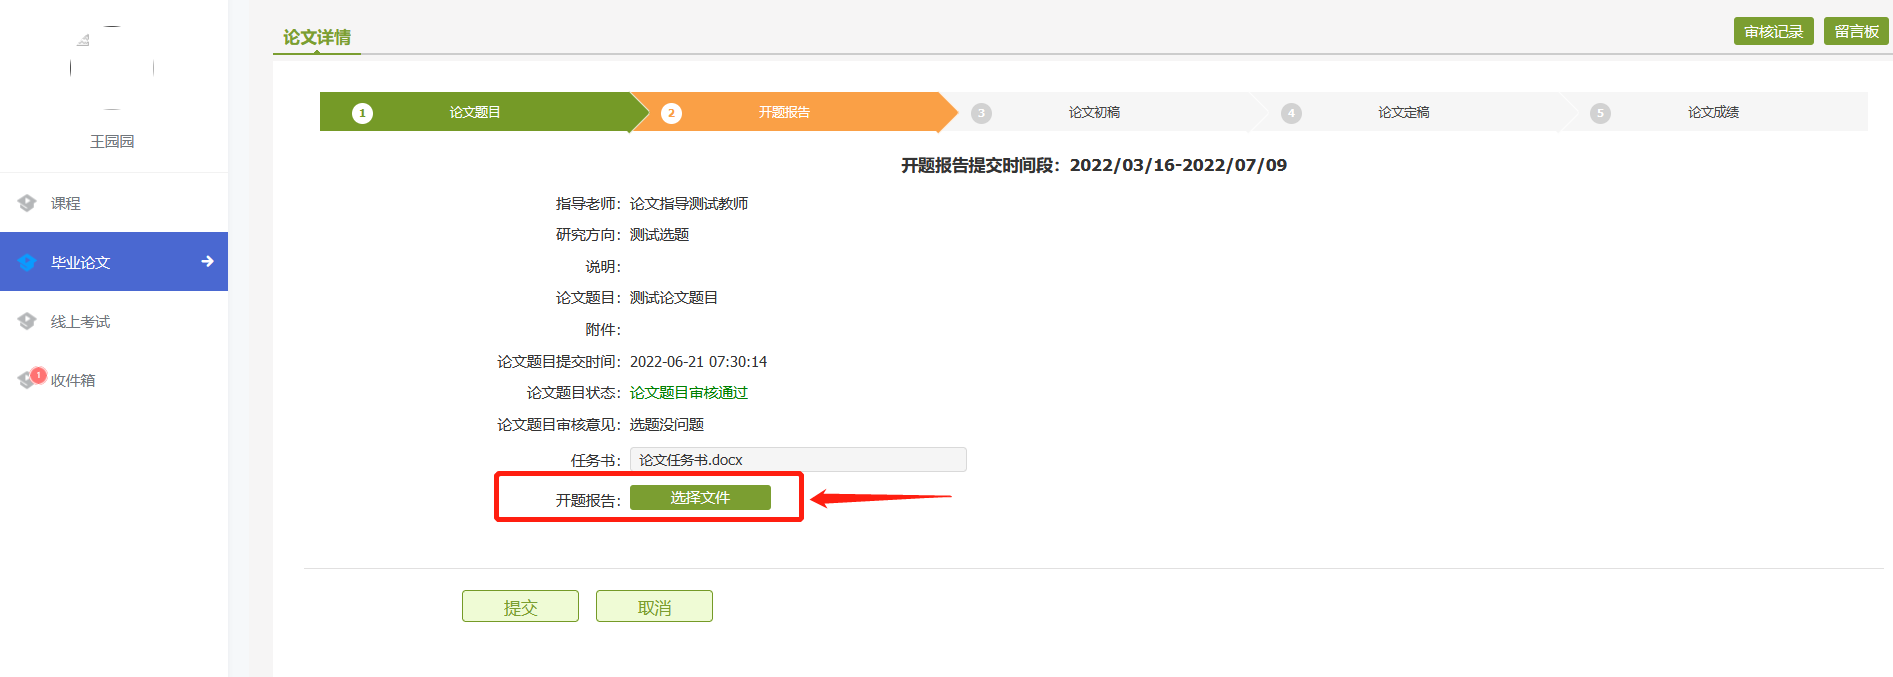 王园园
课程
毕业论文
线上考试
1
收件箱
论文详情
审核记录
留言板
1 论文题目
2 开题报告
3 论文初稿
4 论文定稿
5 论文成绩
开题报告提交时间段：2022/03/16-2022/07/09
指导老师：论文指导测试教师
研究方向：测试选题
说明：
论文题目：测试论文题目
附件：
论文题目提交时间：2022-06-21 07:30:14
论文题目状态：论文题目审核通过
论文题目审核意见：选题没问题
任务书：论文任务书.docx
开题报告：选择文件
提交
取消